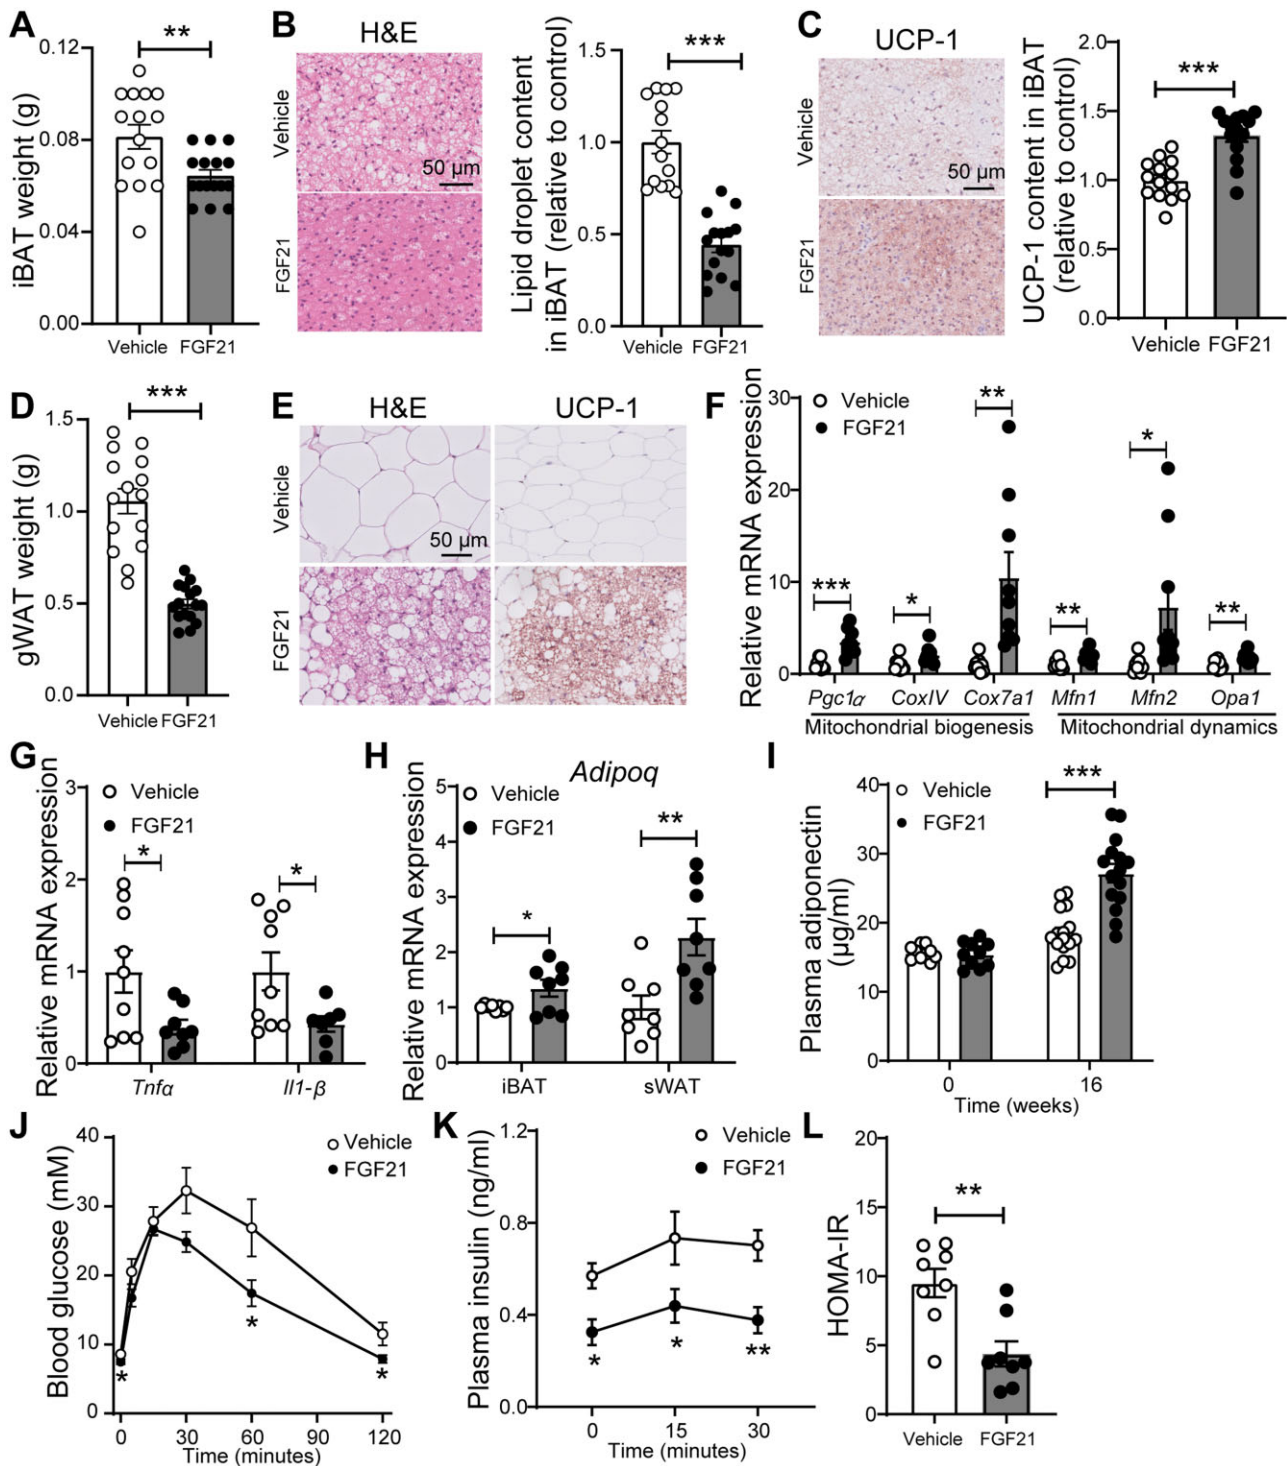 A
iBAT weight (g)
0.12
0.08
0.04
0.00
**
Vehicle
FGF21
B
H&E
Vehicle
50 µm
FGF21
Lipid droplet content
in iBAT (relative to control)
1.5
1.0
0.5
0.0
***
Vehicle
FGF21
C
UCP-1
Vehicle
50 µm
FGF21
UCP-1 content in iBAT
(relative to control)
2.0
1.5
1.0
0.5
0.0
***
Vehicle FGF21
D
gWAT weight (g)
1.5
1.0
0.5
0.0
***
Vehicle FGF21
E
H&E
UCP-1
Vehicle
50 µm
FGF21
F
Relative mRNA expression
30
20
10
0
Vehicle
FGF21
***
*
**
**
*
**
Pgc1α CoxIV Cox7a1 Mfn1 Mfn2 Opa1
Mitochondrial biogenesis Mitochondrial dynamics
G
Relative mRNA expression
3
2
1
0
Vehicle
FGF21
*
*
Tnfα
Il1-β
H
Adipoq
Relative mRNA expression
5
4
3
2
1
0
Vehicle
FGF21
*
**
iBAT
sWAT
I
Plasma adiponectin
(µg/ml)
40
30
20
10
0
Vehicle
FGF21
***
0
16
Time (weeks)
J
Blood glucose (mM)
40
30
20
10
0
Vehicle
FGF21
*
*
*
0 30 60 90 120
Time (minutes)
K
Plasma insulin (ng/ml)
1.2
0.8
0.4
0.0
Vehicle
FGF21
*
*
**
0 15 30
Time (minutes)
L
HOMA-IR
20
15
10
5
0
**
Vehicle
FGF21